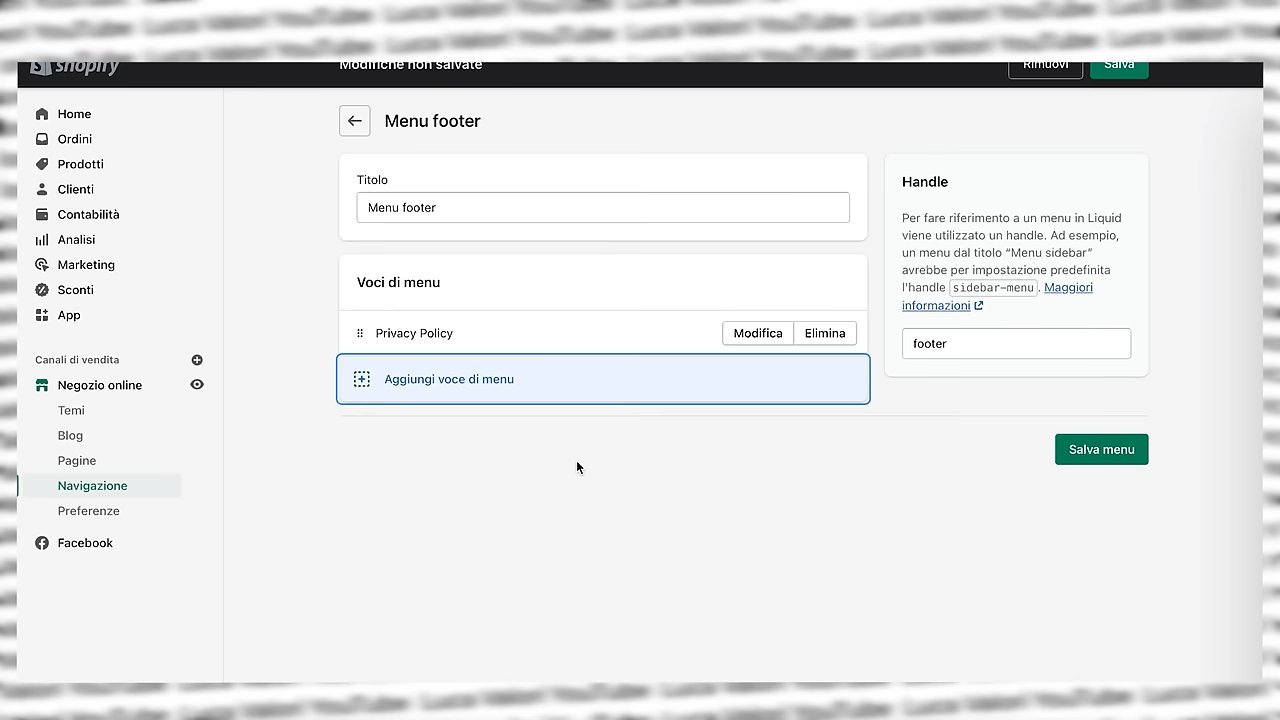 shopify
Modifiche non salvate
Rimuovi
Salva
Home
Ordini
Prodotti
Clienti
Contabilità
Analisi
Marketing
Sconti
App
Canali di vendita
Negozio online
Temi
Blog
Pagine
Navigazione
Preferenze
Facebook
Menu footer
Titolo
Menu footer
Voci di menu
Privacy Policy
Modifica
Elimina
Aggiungi voce di menu
Handle
Per fare riferimento a un menu in Liquid
viene utilizzato un handle. Ad esempio,
un menu dal titolo “Menu sidebar”
avrebbe per impostazione predefinita
l'handle sidebar-menu. Maggiori
informazioni
footer
Salva menu